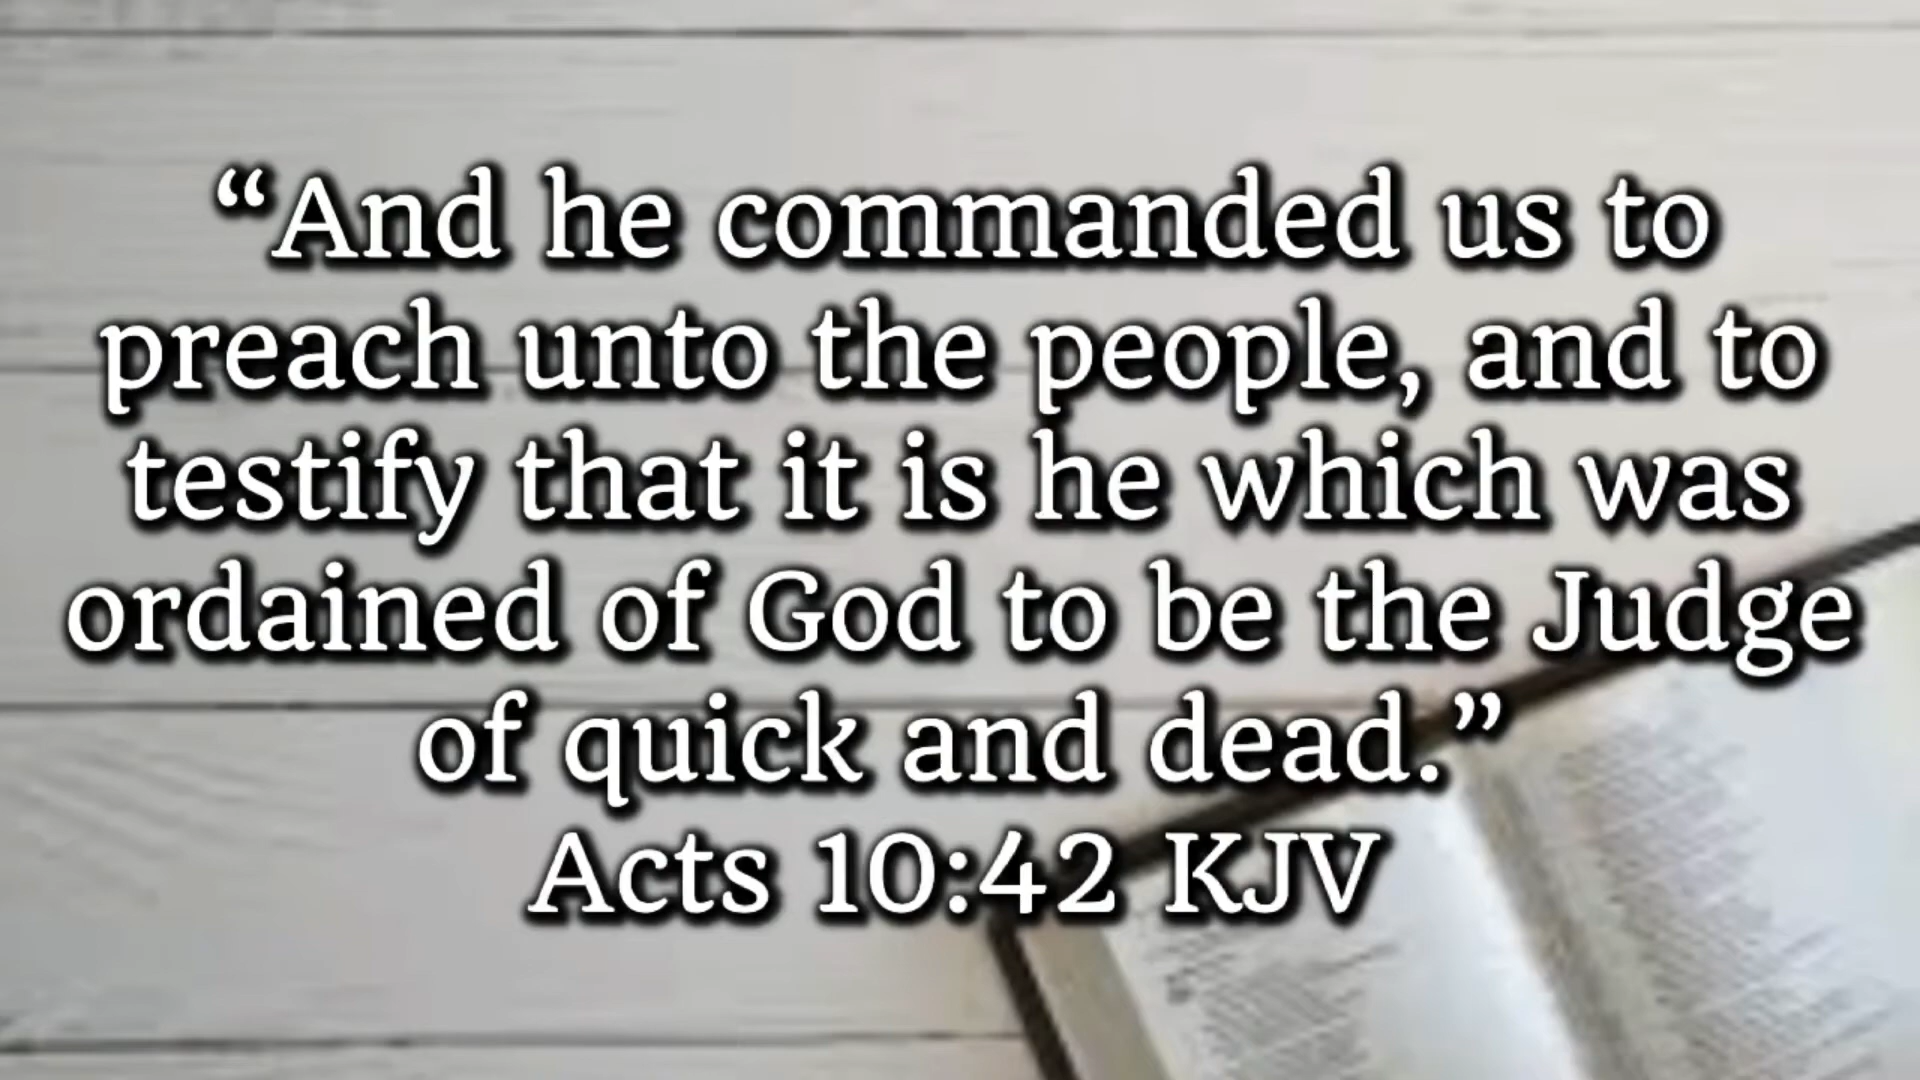 “And he commanded us to
preach unto the people, and to
testify that it is he which was
ordained of God to be the Judge
of quick and dead.”
Acts 10:42 KJV